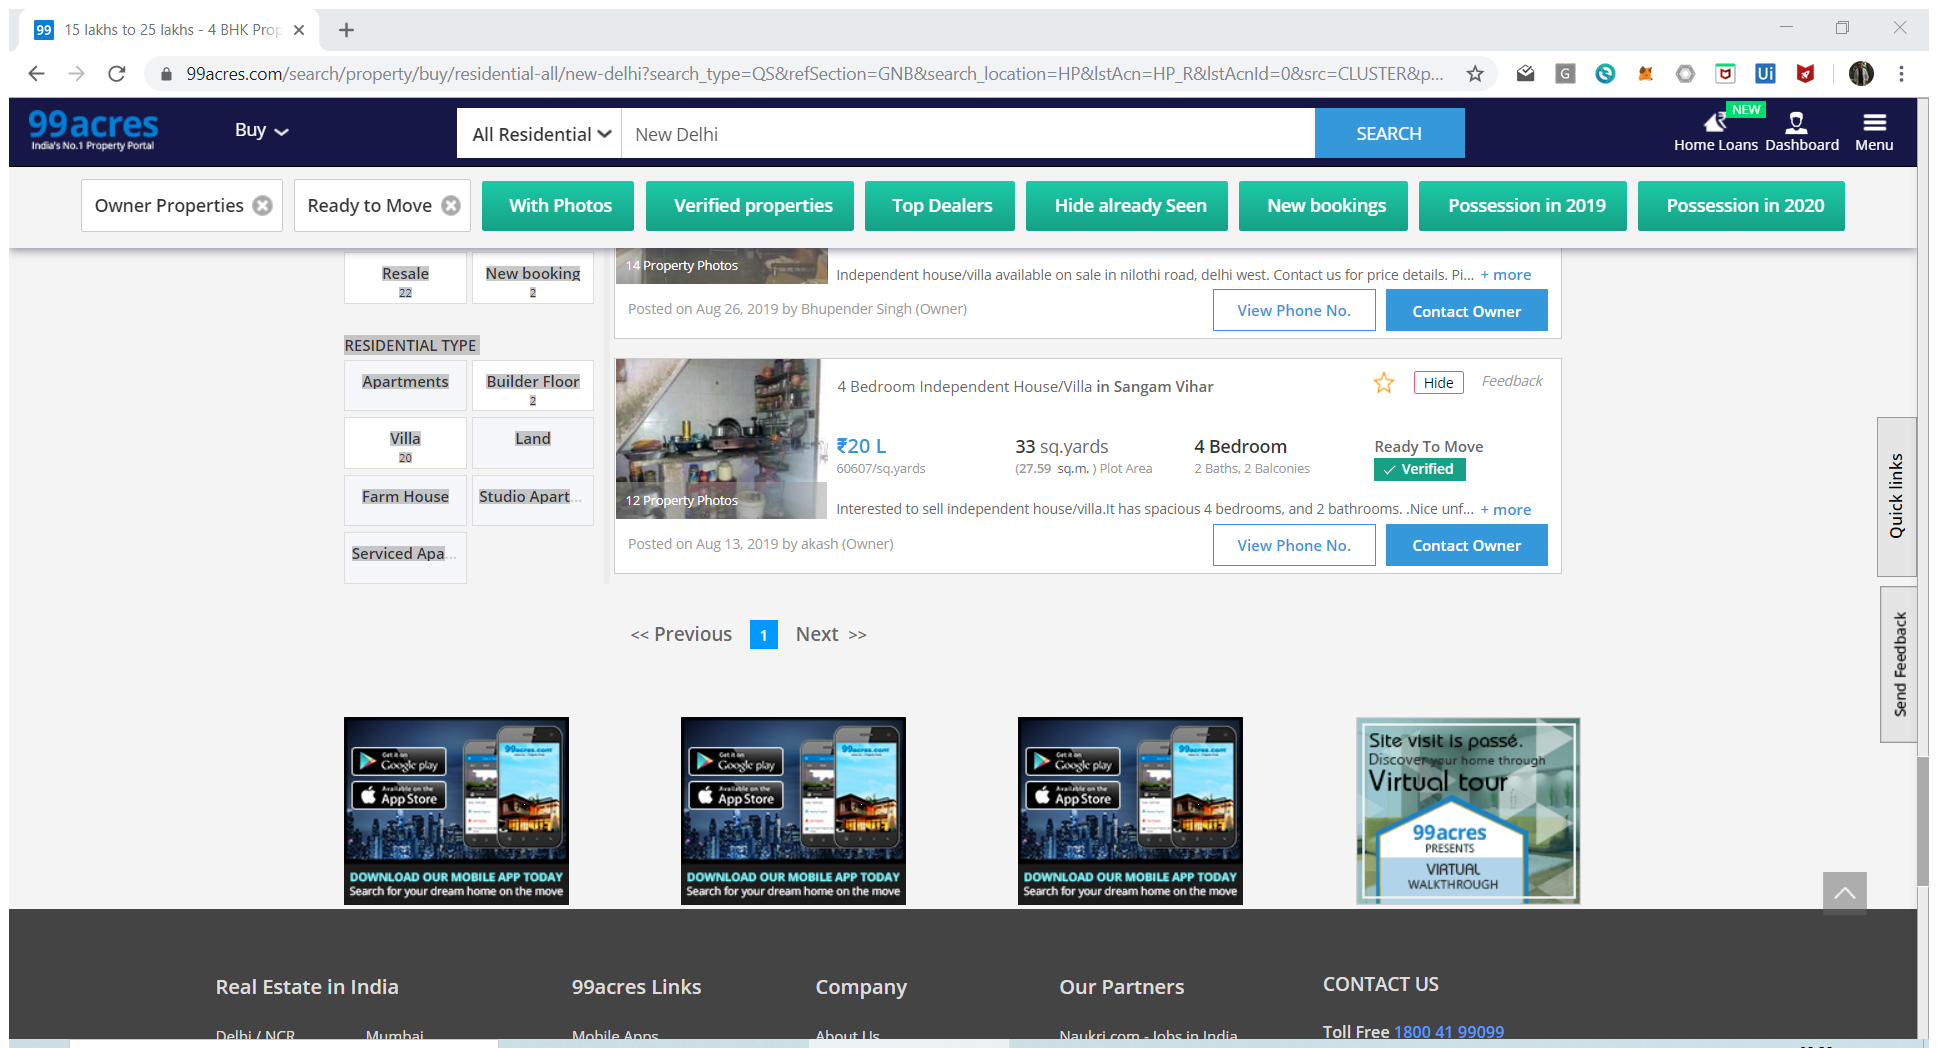 99 15 lakhs to 25 lakhs - 4 BHK Prop
99acres.com/search/property/buy/residential-all/new-delhi?search_type=QS&refSection=GNB&search_location=HP&lstAcn=HP_R&lstAcnId=0&src=CLUSTER&p...
G
Ui
99acres
India's No.1 Property Portal
Buy
All Residential
New Delhi
SEARCH
NEW
Home Loans
Dashboard
Menu
Owner Properties
Ready to Move
With Photos
Verified properties
Top Dealers
Hide already Seen
New bookings
Possession in 2019
Possession in 2020
Resale
22
New booking
2
RESIDENTIAL TYPE
Apartments
Builder Floor
2
Villa
20
Land
Farm House
Studio Apart...
Serviced Apa...
14 Property Photos
Independent house/villa available on sale in nilothi road, delhi west. Contact us for price details. Pi... + more
Posted on Aug 26, 2019 by Bhupender Singh (Owner)
View Phone No.
Contact Owner
4 Bedroom Independent House/Villa in Sangam Vihar
Hide
Feedback
₹20 L
60607/sq.yards
33 sq.yards
(27.59 sq.m. ) Plot Area
4 Bedroom
2 Baths, 2 Balconies
Ready To Move
Verified
12 Property Photos
Interested to sell independent house/villa.It has spacious 4 bedrooms, and 2 bathrooms. .Nice unf... + more
Posted on Aug 13, 2019 by akash (Owner)
View Phone No.
Contact Owner
Quick links
Send Feedback
<< Previous 1 Next >>
Get it on
Google play
Available on the
App Store
99acres.com
DOWNLOAD OUR MOBILE APP TODAY
Search for your dream home on the move
Get it on
Google play
Available on the
App Store
99acres.com
DOWNLOAD OUR MOBILE APP TODAY
Search for your dream home on the move
Get it on
Google play
Available on the
App Store
99acres.com
DOWNLOAD OUR MOBILE APP TODAY
Search for your dream home on the move
Site visit is passé.
Discover your home through
Virtual tour
99acres
PRESENTS
VIRTUAL
WALKTHROUGH
Real Estate in India
99acres Links
Company
Our Partners
CONTACT US
Delhi / NCR
Mumbai
Mobile Apps
About Us
Naukri.com - Jobs in India
Toll Free 1800 41 99099